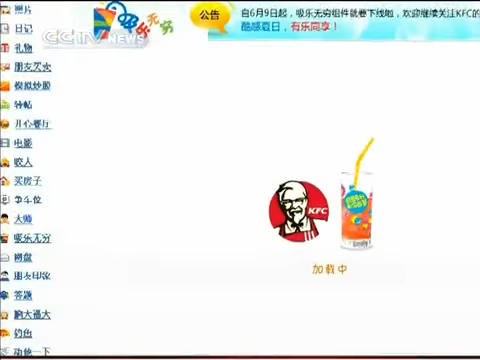 照片
CCTV NEWS
日记
礼物
朋友买卖
模拟炒股
转帖
开心餐厅
电影
咬人
买房子
争车位
大师
吸乐无穷
网盘
朋友印象
答题
钓鱼
动他一下
吸乐无穷
公告
自6月9日起，吸乐无穷组件就要下线啦，欢迎继续关注KFC的
酷感夏日，有乐同享！
KFC
加载中